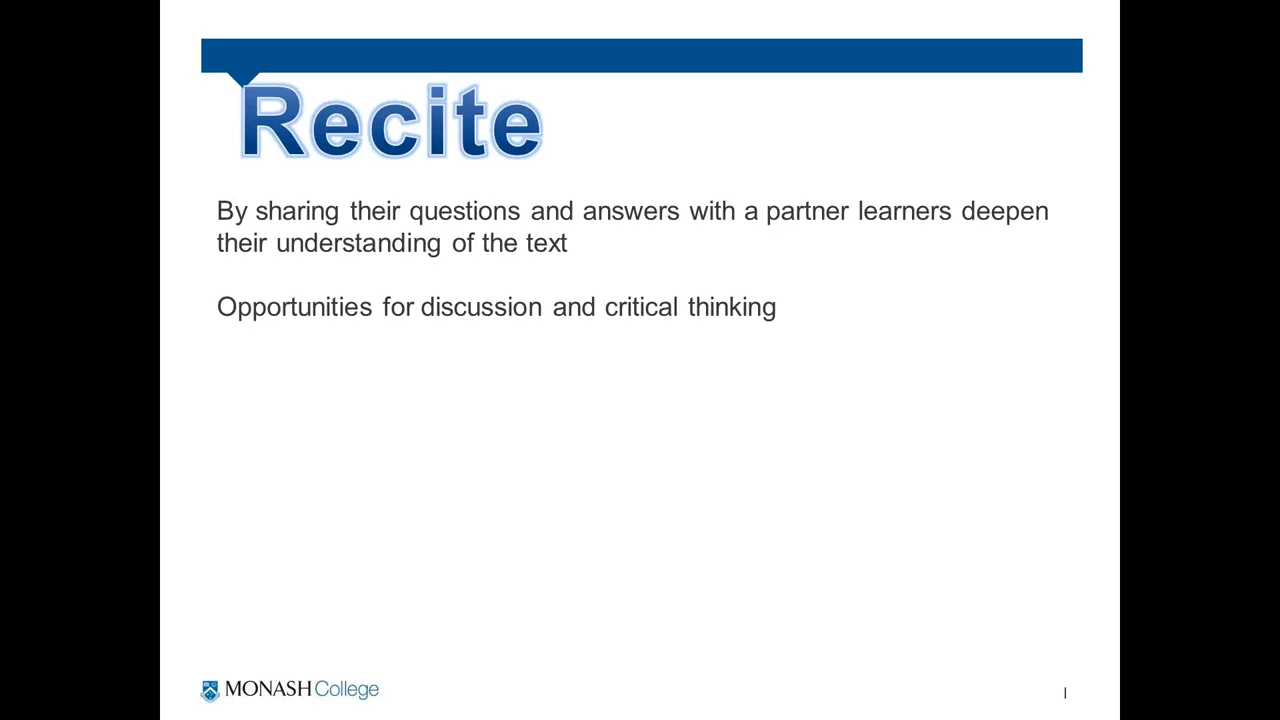 Recite
By sharing their questions and answers with a partner learners deepen
their understanding of the text
Opportunities for discussion and critical thinking
MONASH College